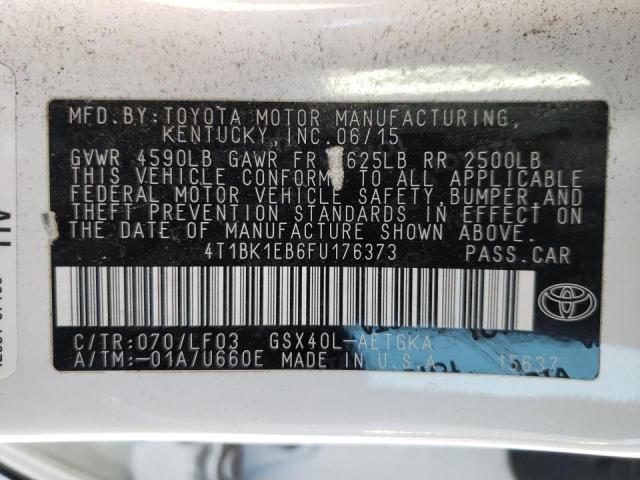 MFD.BY: TOYOTA MOTOR MANUFACTURING,
KENTUCKY, INC. 06/15
GVWR 4590LB GAWR FR 625LB RR 2500LB
THIS VEHICLE CONFORMS TO ALL APPLICABLE
FEDERAL MOTOR VEHICLE SAFETY, BUMPER, AND
THEFT PREVENTION STANDARDS IN EFFECT ON
THE DATE OF MANUFACTURE SHOWN ABOVE.
4T1BK1EB6FU176373 PASS.CAR
C/TR:070/LF03 GSX40L-AETGKA
A/TM:-01A/U660E MADE IN U.S.A. 15637